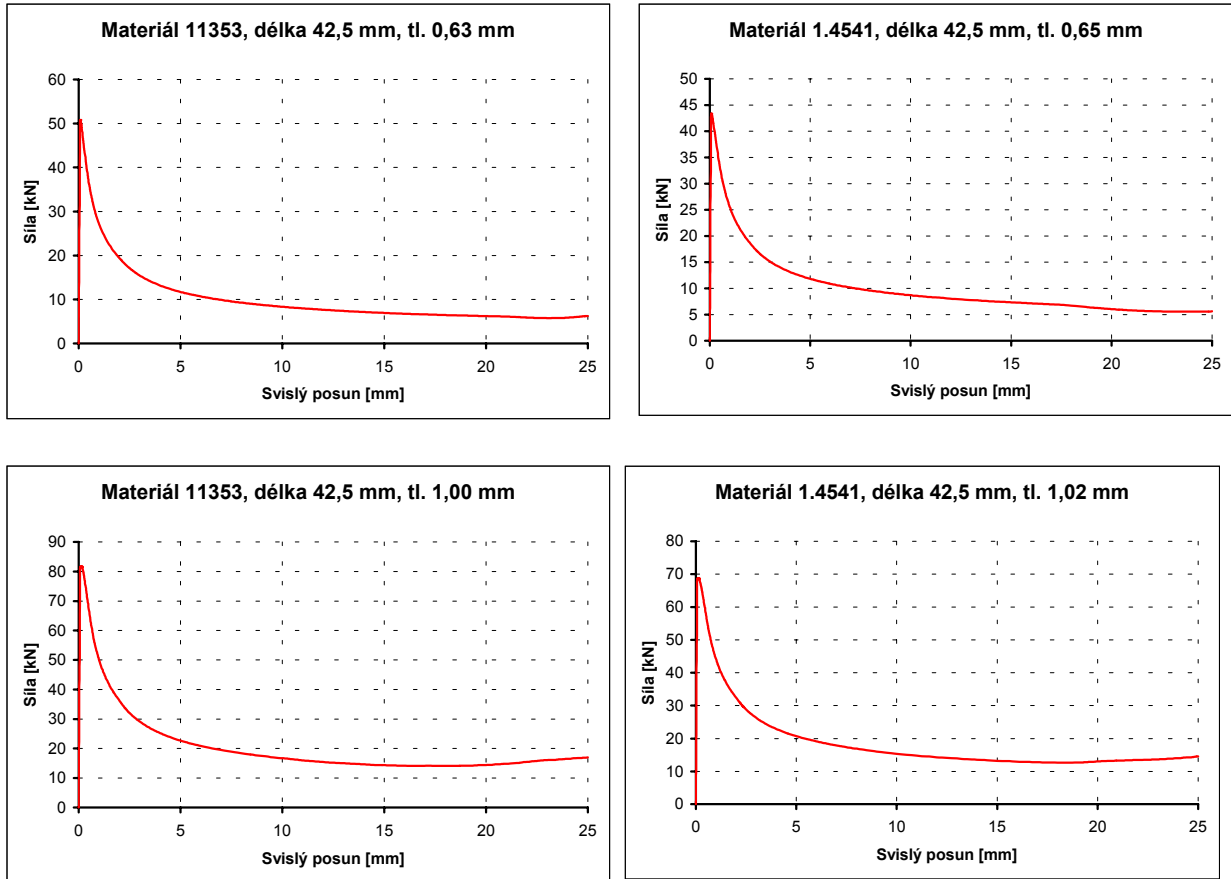 Materiál 11353, délka 42,5 mm, tl. 0,63 mm
60
50
40
30
20
10
0
Síla [kN]
0 5 10 15 20 25
Svislý posun [mm]
Materiál 1.4541, délka 42,5 mm, tl. 0,65 mm
50
45
40
35
30
25
20
15
10
5
0
Síla [kN]
0 5 10 15 20 25
Svislý posun [mm]
Materiál 11353, délka 42,5 mm, tl. 1,00 mm
90
80
70
60
50
40
30
20
10
0
Síla [kN]
0 5 10 15 20 25
Svislý posun [mm]
Materiál 1.4541, délka 42,5 mm, tl. 1,02 mm
80
70
60
50
40
30
20
10
0
Síla [kN]
0 5 10 15 20 25
Svislý posun [mm]